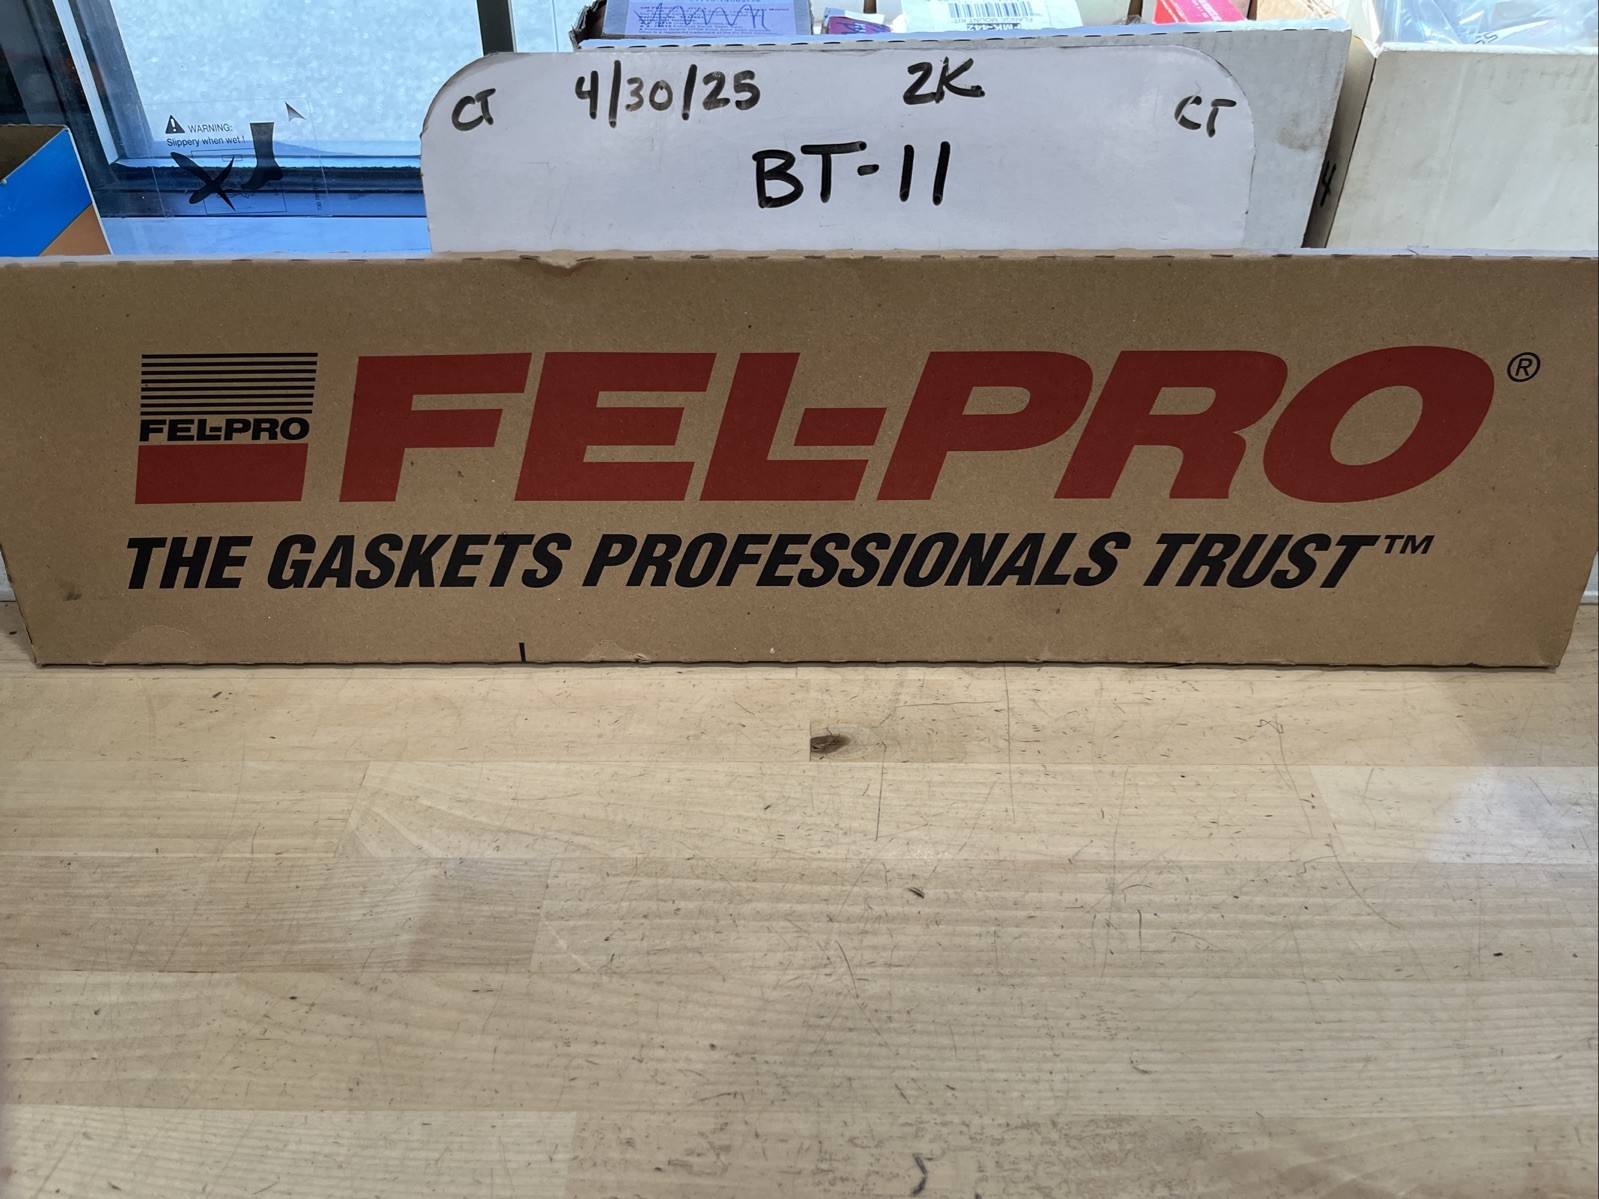 CT 4/30/25 2K CT
BT-11
WARNING:
Slippery when wet!
FEL-PRO
FEL-PRO®
THE GASKETS PROFESSIONALS TRUST™